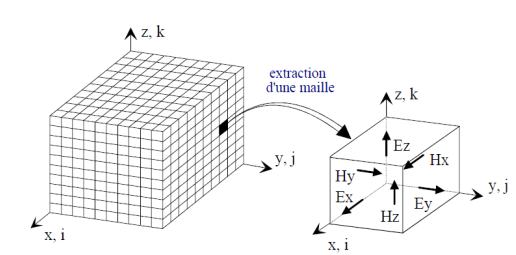 z, k
extraction
d'une maille
z, k
Ez
Hx
Hy
y, j
y, j
Ex
Ey
Hz
x, i
x, i